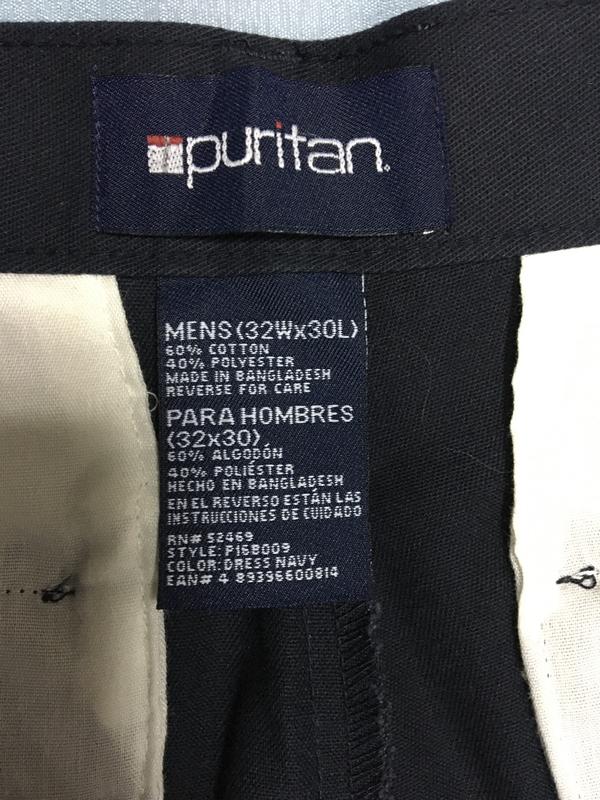 puritan.
MENS (32Wx30L)
60% COTTON
40% POLYESTER
MADE IN BANGLADESH
REVERSE FOR CARE
PARA HOMBRES
(32x30)
60% ALGODÓN
40% POLIÉSTER
HECHO EN BANGLADESH
EN EL REVERSO ESTÁN LAS
INSTRUCCIONES DE CUIDADO
RN# 52469
STYLE: P16B009
COLOR: DRESS NAVY
EAN# 4 89396600814